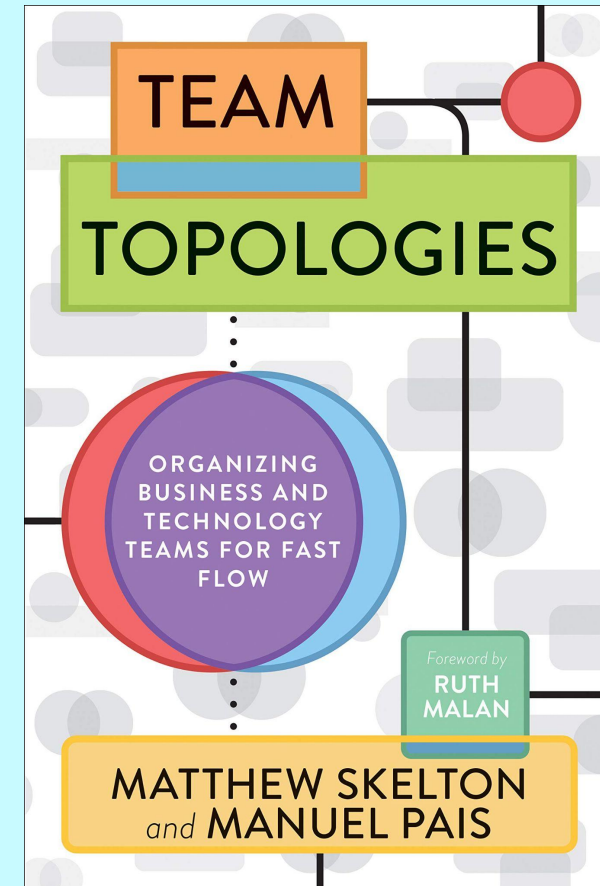 TEAM
TOPOLOGIES
ORGANIZING
BUSINESS AND
TECHNOLOGY
TEAMS FOR FAST
FLOW
Foreword by
RUTH
MALAN
MATTHEW SKELTON
and MANUEL PAIS